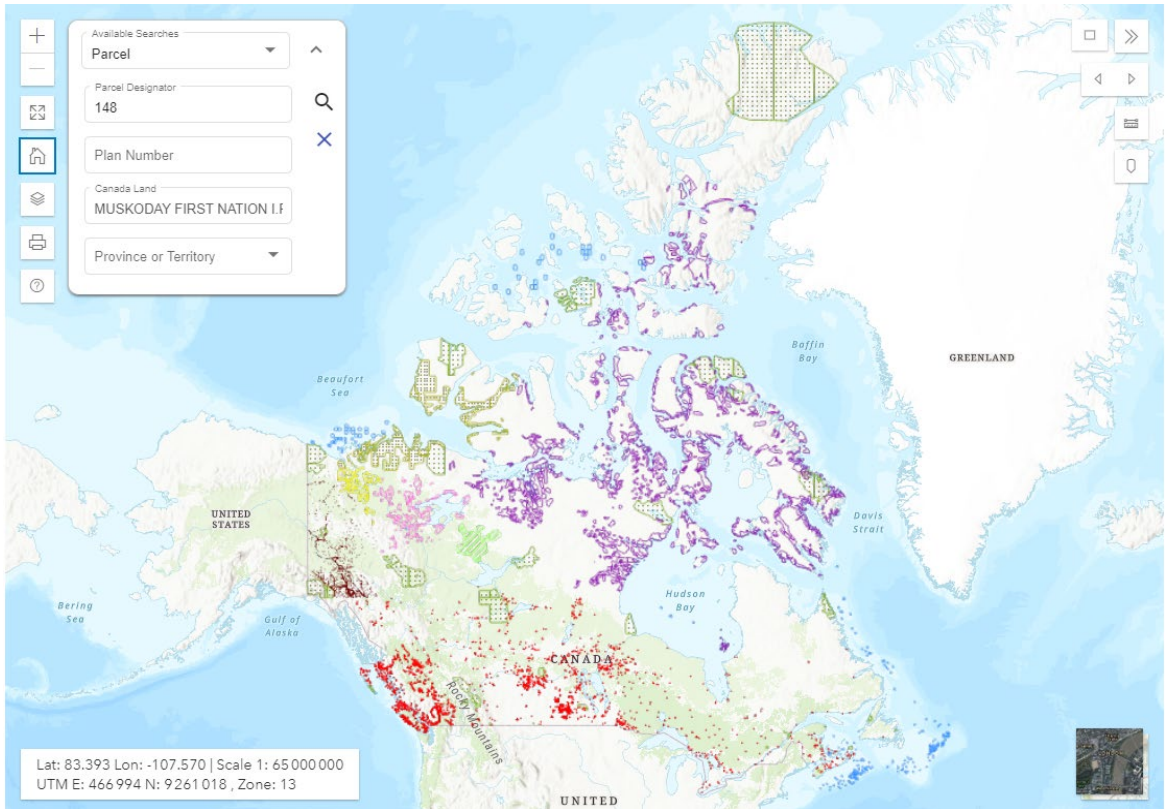 Available Searches
Parcel
Parcel Designator
148
Plan Number
Canada Land
MUSKODAY FIRST NATION I.F
Province or Territory
Baffin
Bay
GREENLAND
Beaufort
Sea
UNITED
STATES
Davis
Strait
Bering
Sea
Gulf of
Alaska
Hudson
Bay
CANADA
Rocky Mountains
Lat: 83.393 Lon: -107.570 | Scale 1: 65 000 000
UTM E: 466 994 N: 9 261 018 , Zone: 13
UNITED